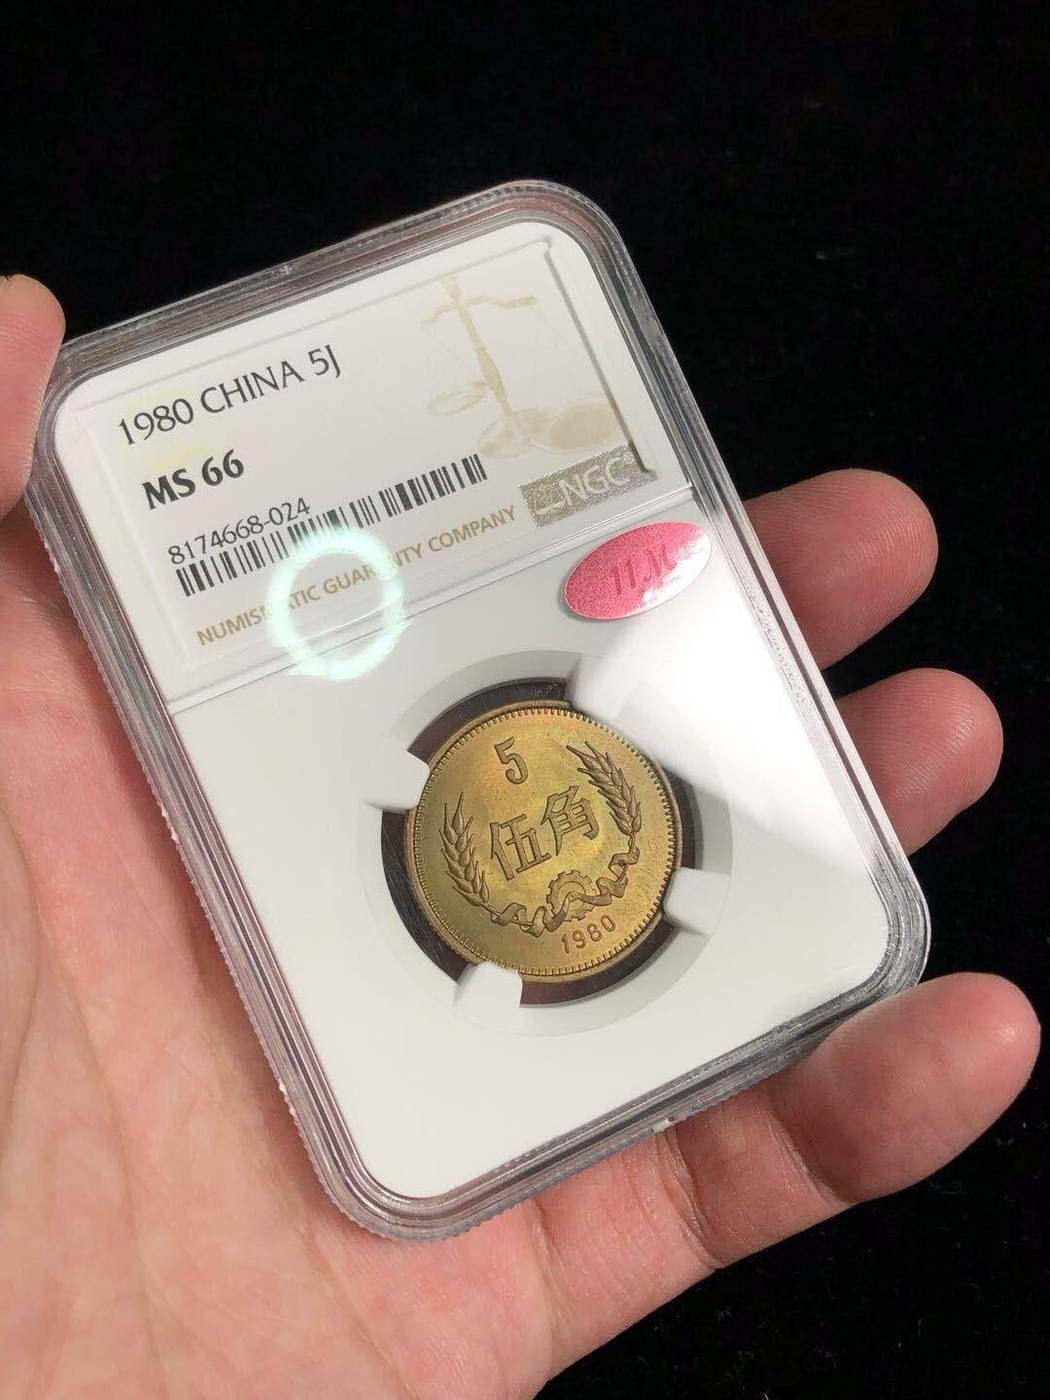 1980 CHINA 5J
MS 66
8174668-024
NGC
NUMISMATIC GUARANTY COMPANY
5
伍角
1980